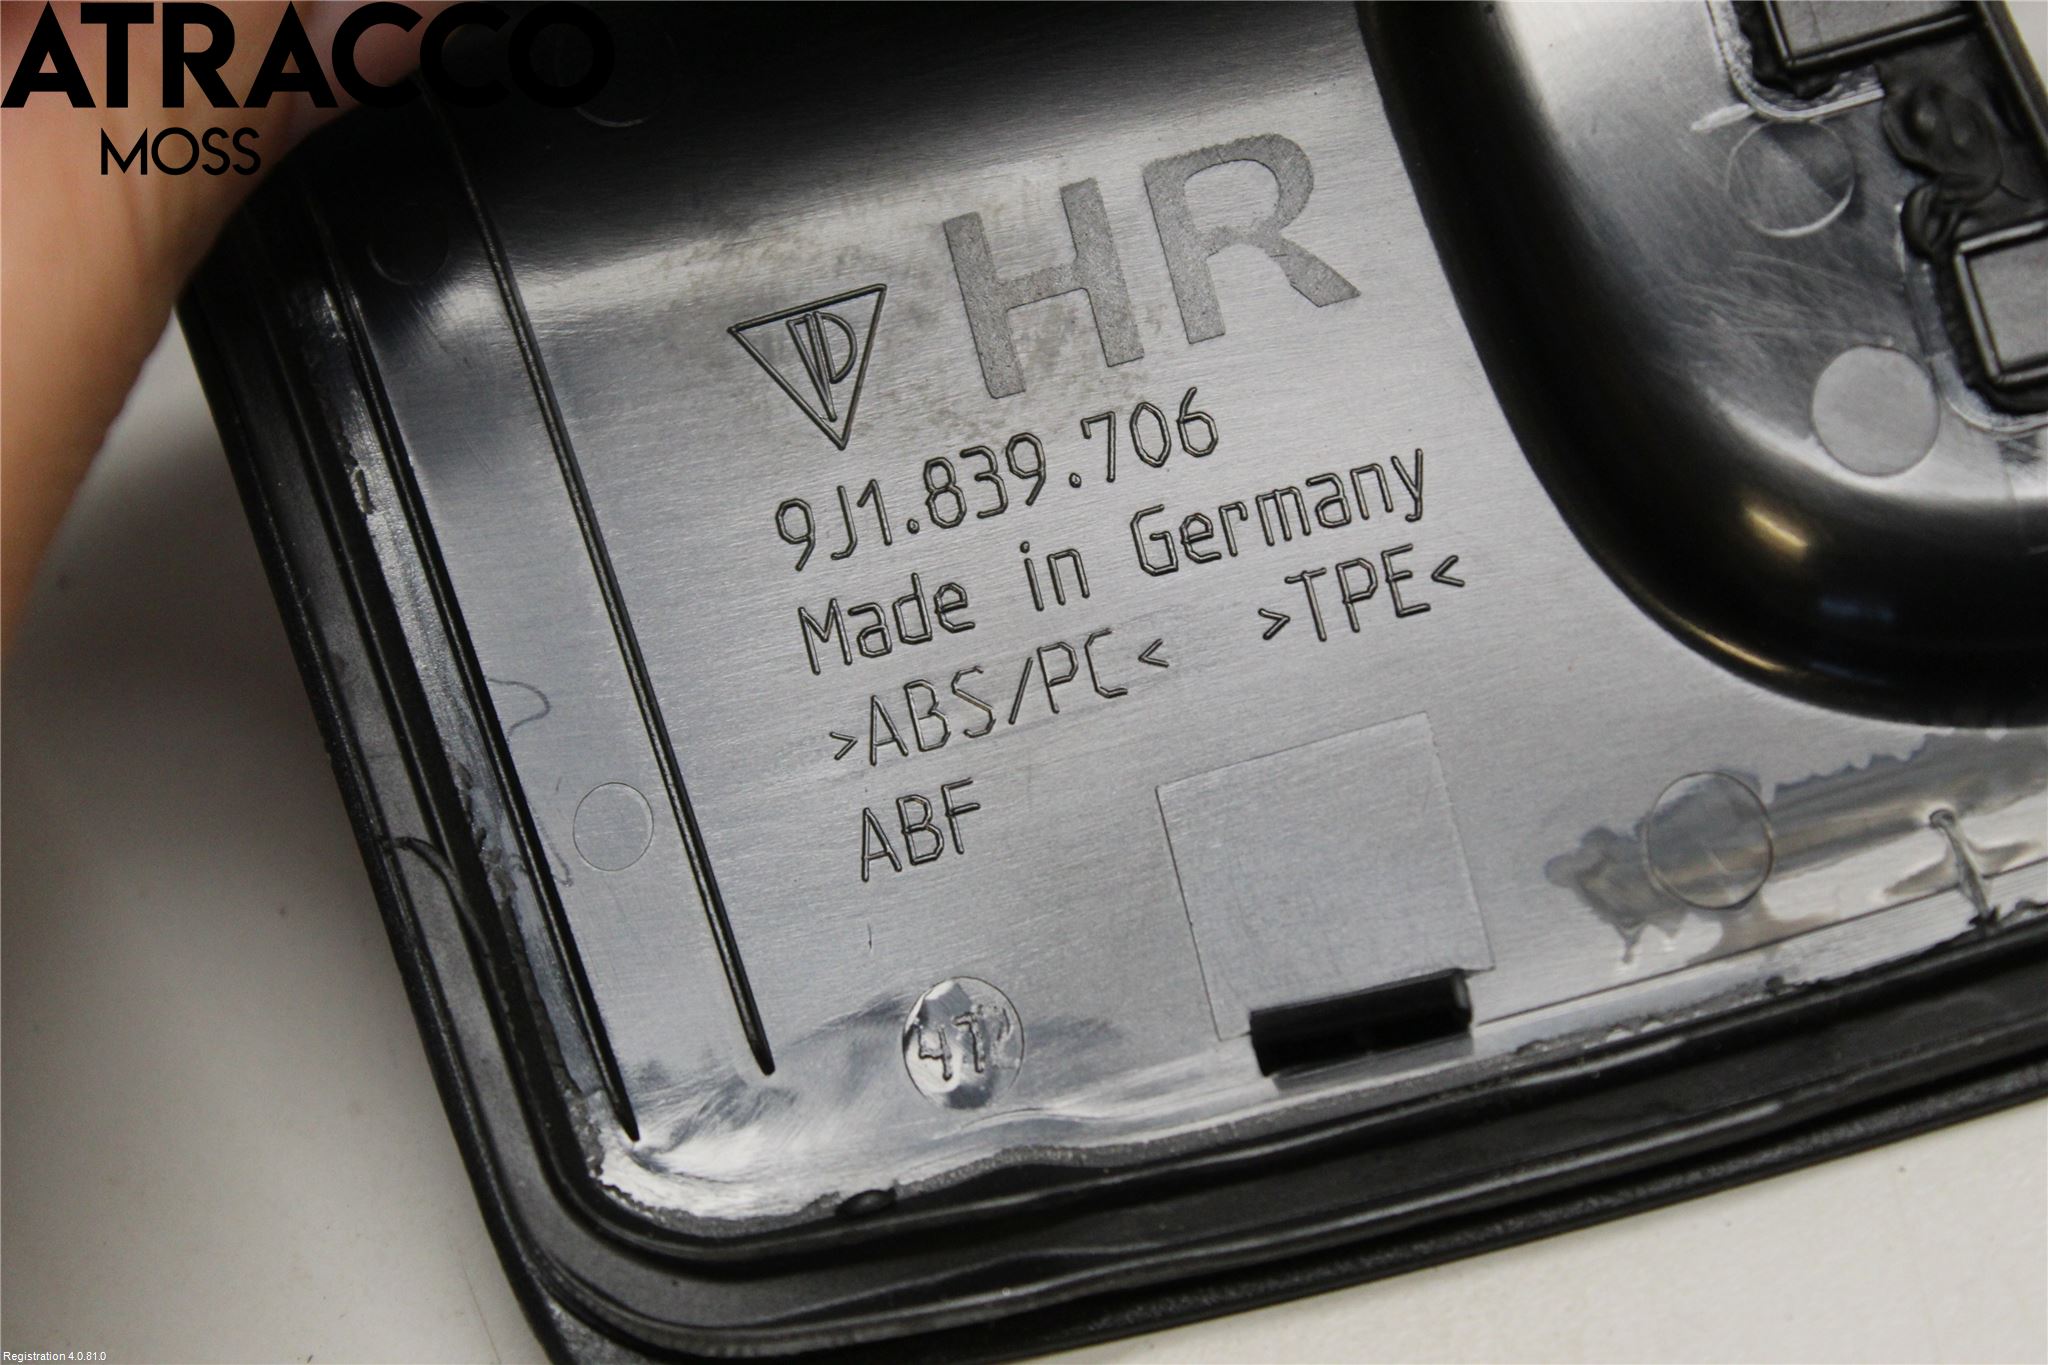 ATRACCO
MOSS
HR
9J1.839.706
Made in Germany
>ABS/PC< >TPE<
ABF
Registration 4.0.81.0